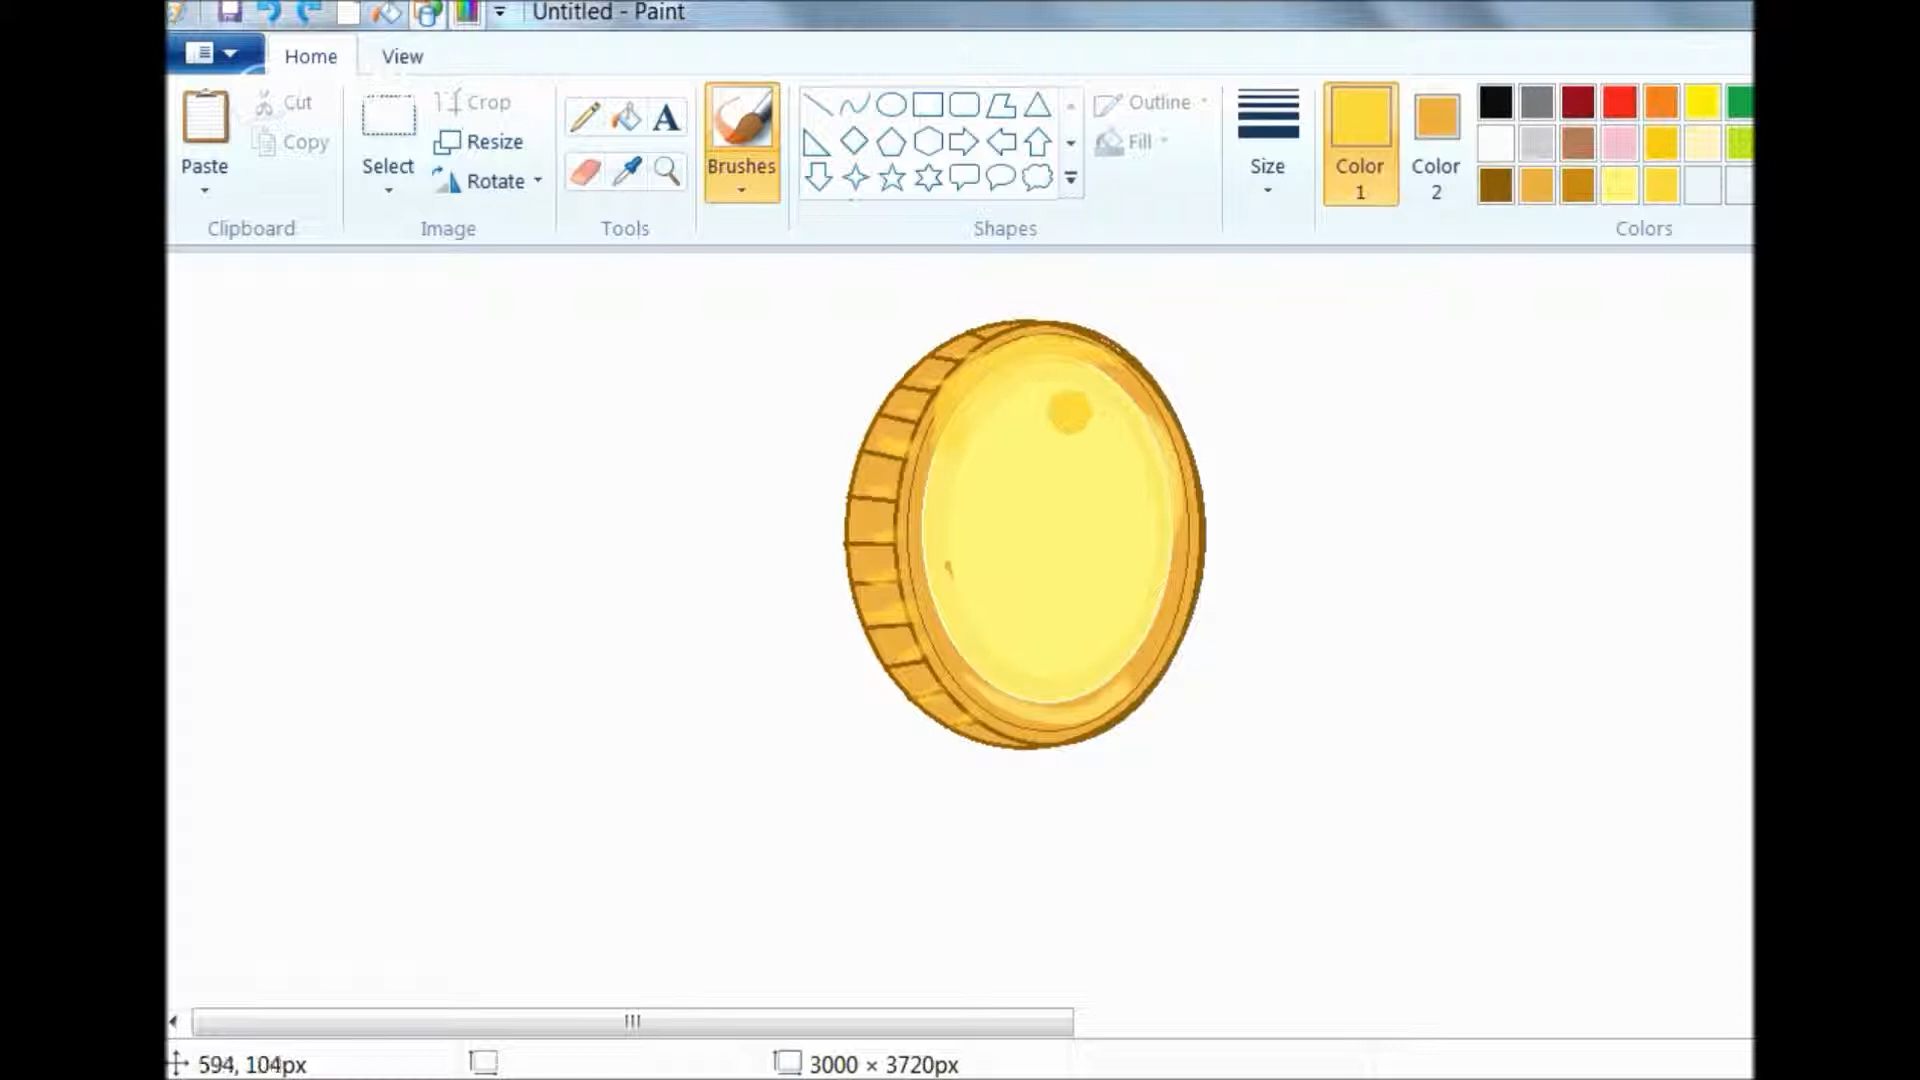 Untitled - Paint
Home View
Paste
Cut
Copy
Clipboard
Select
Crop
Resize
Rotate
Image
A
Tools
Brushes
Shapes
Outline
Fill
Size
Color 1
Color 2
Colors
594, 104px
3000 × 3720px